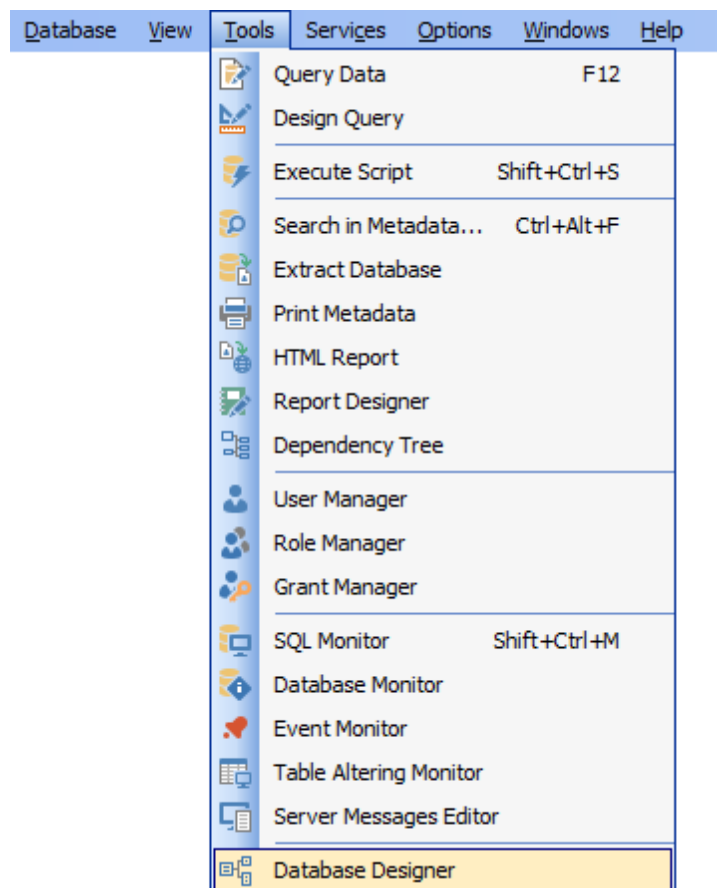 Database View Tools Services Options Windows Help
Query Data F12
Design Query
Execute Script Shift+Ctrl+S
Search in Metadata... Ctrl+Alt+F
Extract Database
Print Metadata
HTML Report
Report Designer
Dependency Tree
User Manager
Role Manager
Grant Manager
SQL Monitor Shift+Ctrl+M
Database Monitor
Event Monitor
Table Altering Monitor
Server Messages Editor
Database Designer